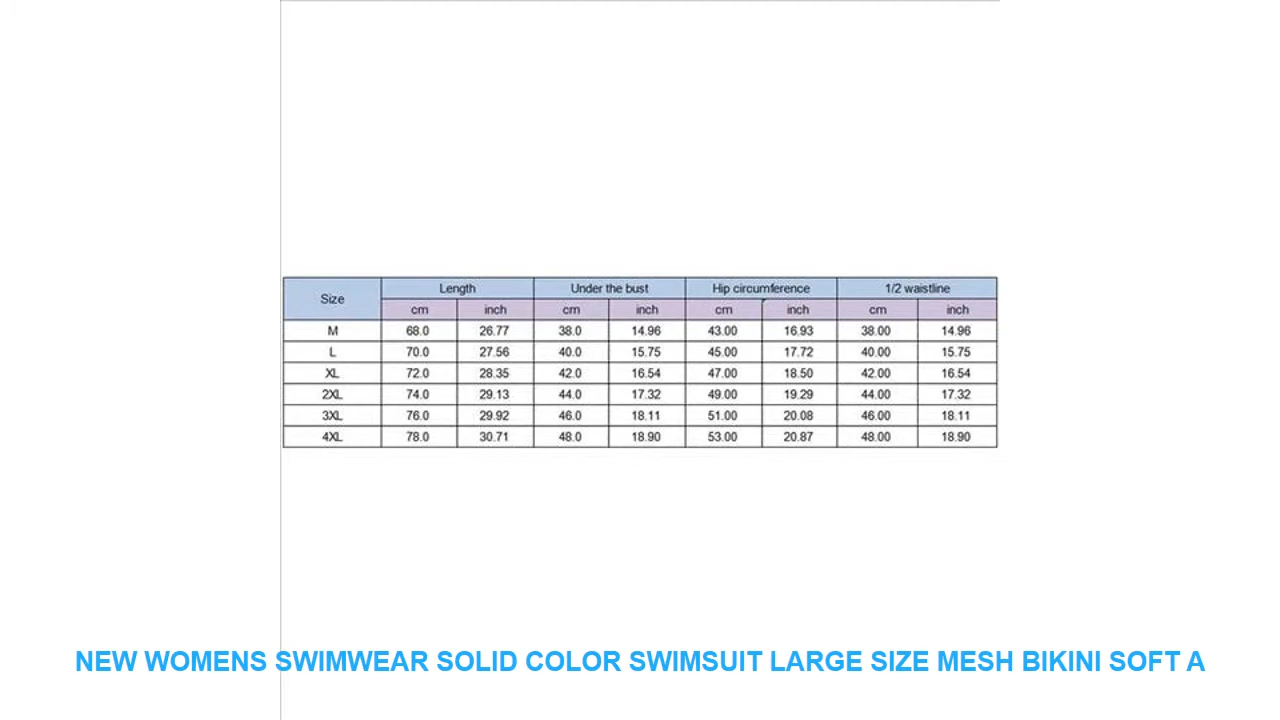 Size Length Under the bust Hip circumference 1/2 waistline
cm inch cm inch cm inch cm inch
M 68.0 26.77 38.0 14.96 43.00 16.93 38.00 14.96
L 70.0 27.56 40.0 15.75 45.00 17.72 40.00 15.75
XL 72.0 28.35 42.0 16.54 47.00 18.50 42.00 16.54
2XL 74.0 29.13 44.0 17.32 49.00 19.29 44.00 17.32
3XL 76.0 29.92 46.0 18.11 51.00 20.08 46.00 18.11
4XL 78.0 30.71 48.0 18.90 53.00 20.87 48.00 18.90
NEW WOMENS SWIMWEAR SOLID COLOR SWIMSUIT LARGE SIZE MESH BIKINI SOFT A